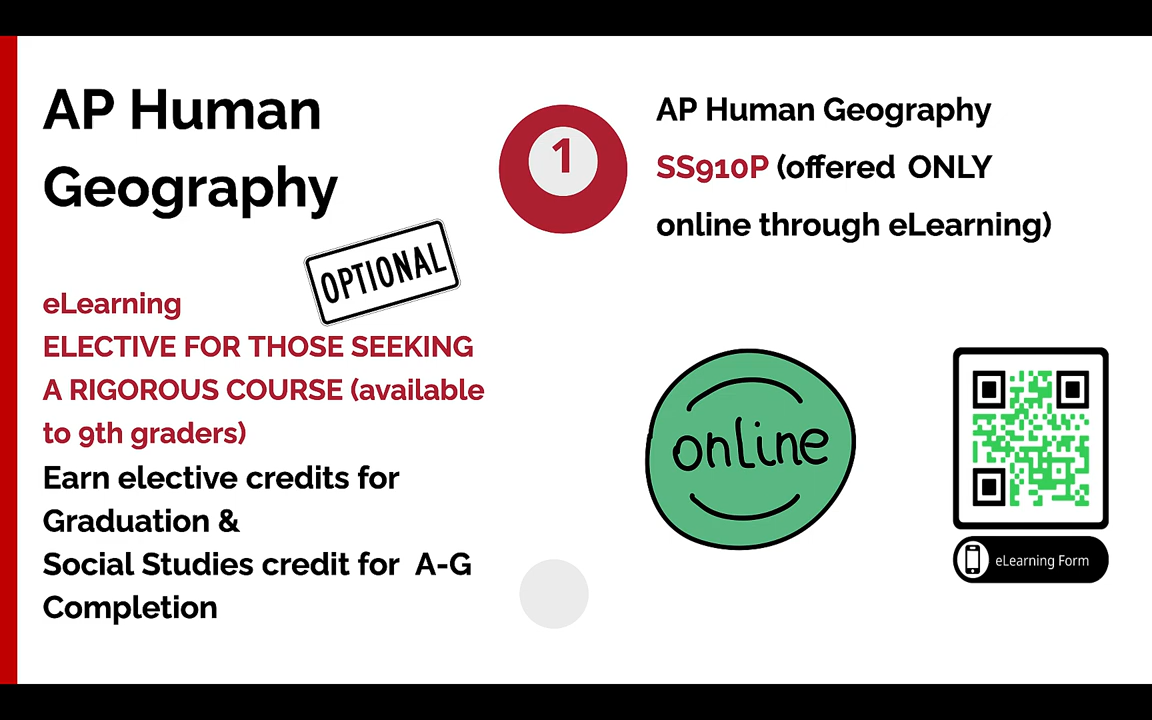 AP Human
Geography
OPTIONAL
eLearning
ELECTIVE FOR THOSE SEEKING
A RIGOROUS COURSE (available
to 9th graders)
Earn elective credits for
Graduation &
Social Studies credit for A-G
Completion
1
AP Human Geography
SS910P (offered ONLY
online through eLearning)
online
eLearning Form